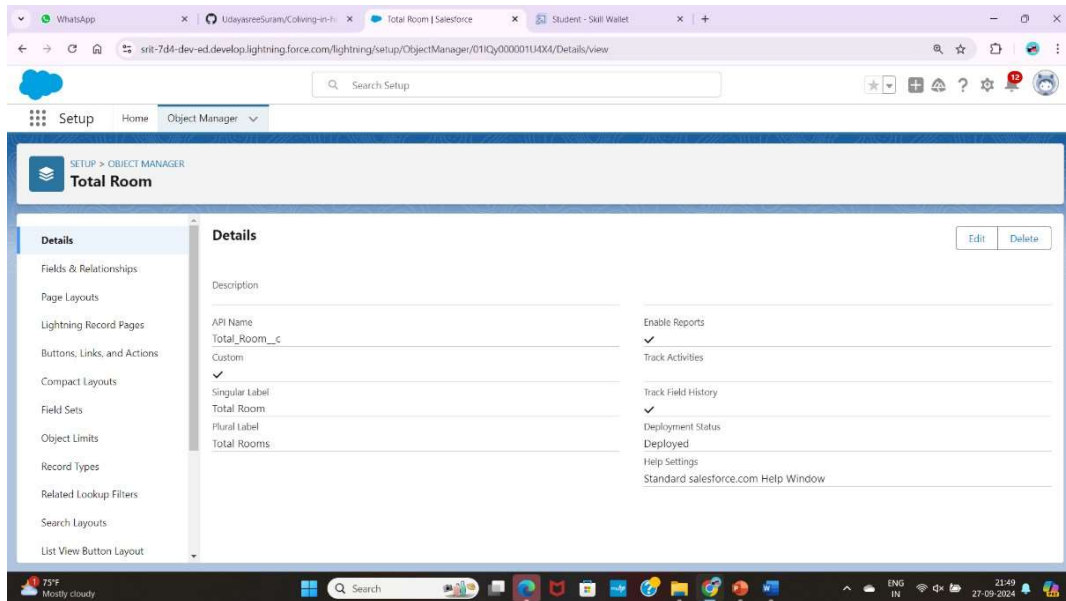 WhatsApp
UdayasreeSuram/Coliving-in-h
Total Room | Salesforce
Student - Skill Wallet
srit-7d4-dev-ed.develop.lightning.force.com/lightning/setup/ObjectManager/01IQy000001U4X4/Details/view
Search Setup
12
Setup
Home
Object Manager
SETUP > OBJECT MANAGER
Total Room
Details
Fields & Relationships
Page Layouts
Lightning Record Pages
Buttons, Links, and Actions
Compact Layouts
Field Sets
Object Limits
Record Types
Related Lookup Filters
Search Layouts
List View Button Layout
Details
Edit
Delete
Description
API Name
Total_Room__c
Custom
Singular Label
Total Room
Plural Label
Total Rooms
Enable Reports
Track Activities
Track Field History
Deployment Status
Deployed
Help Settings
Standard salesforce.com Help Window
1
75°F
Mostly cloudy
Search
ENG
IN
21:49
27-09-2024